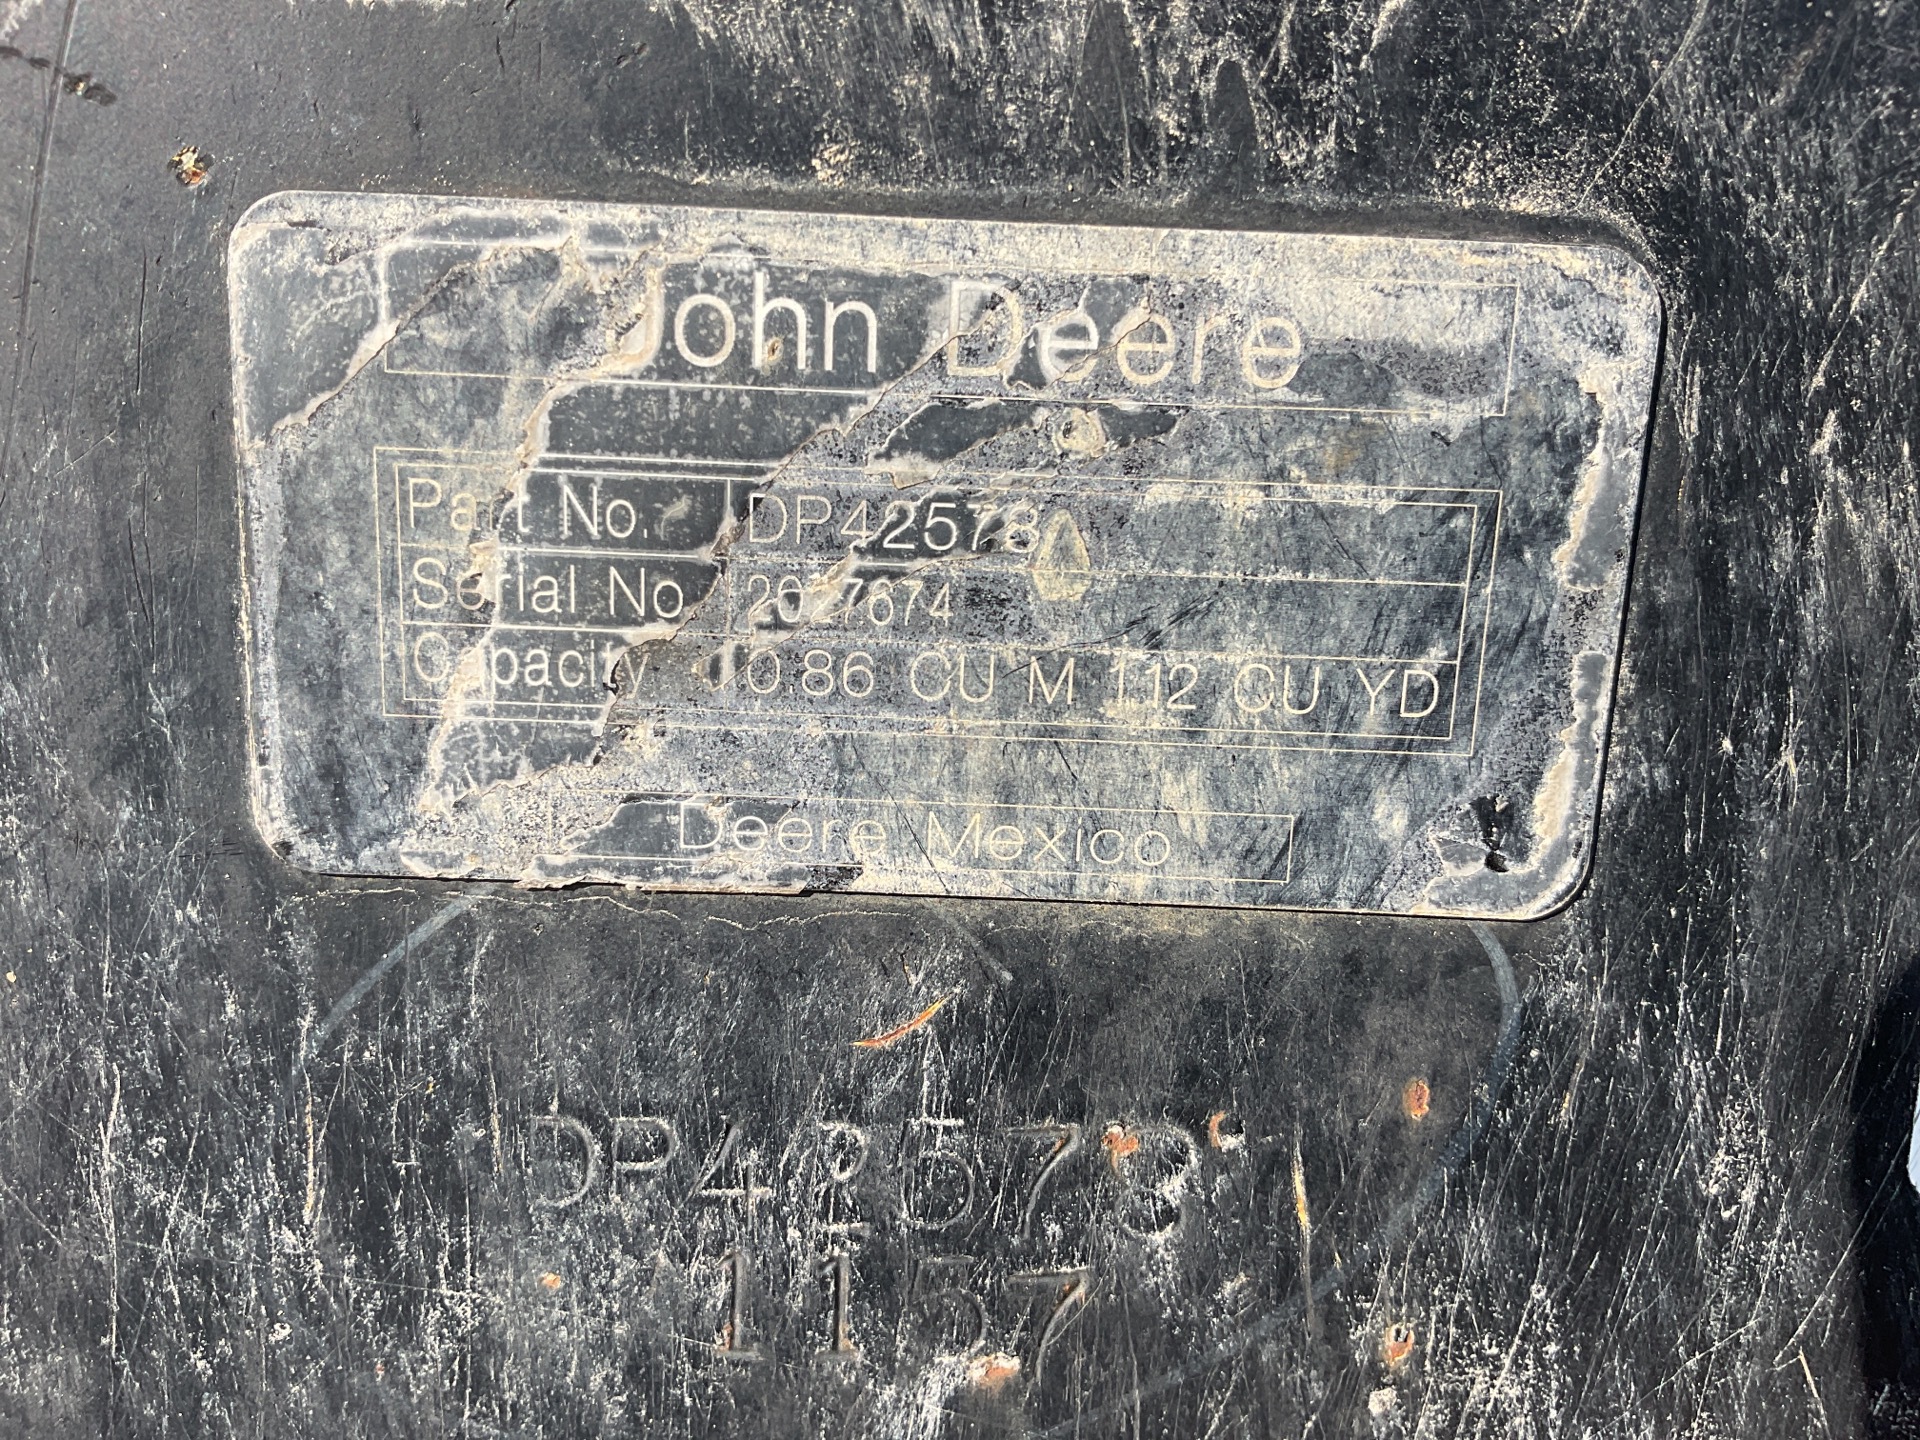 John Deere
Part No. DP42578
Serial No 2027674
Capacity 0.86 CU M 1.12 CU YD
Deere Mexico
DP42578
1157